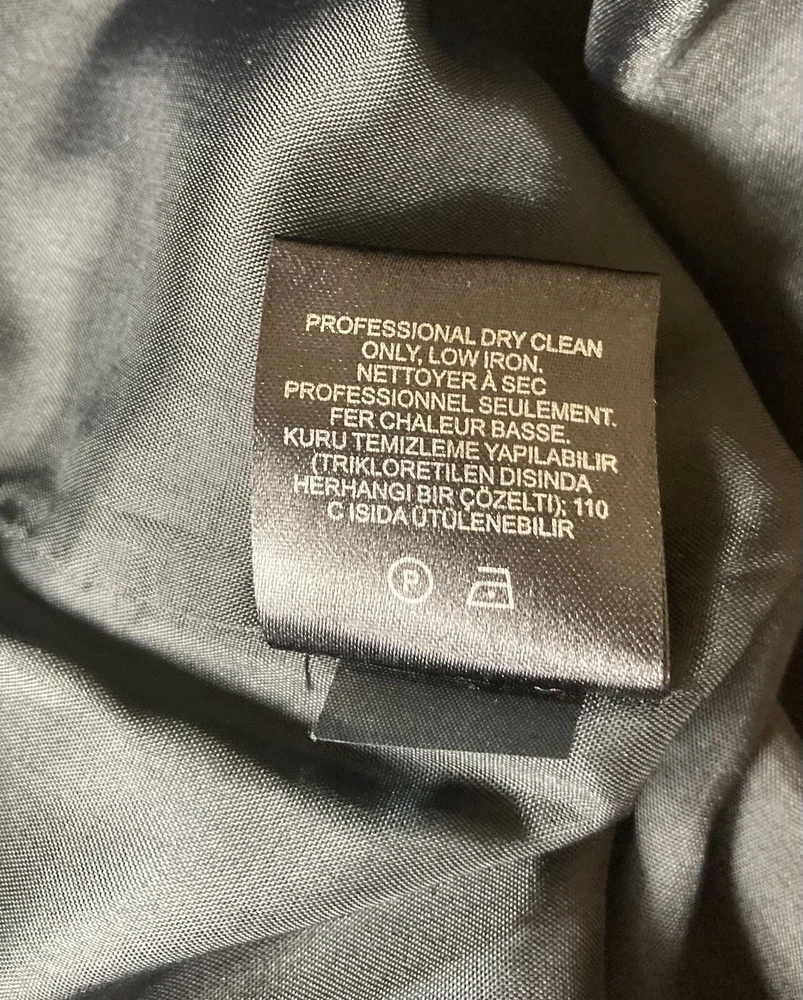 PROFESSIONAL DRY CLEAN
ONLY, LOW IRON.
NETTOYER À SEC
PROFESSIONNEL SEULEMENT.
FER CHALEUR BASSE.
KURU TEMIZLEME YAPILABILIR
(TRIKLORETILEN DISINDA
HERHANGI BIR ÇÖZELTI); 110
C ISIDA ÜTÜLENEBILIR
P